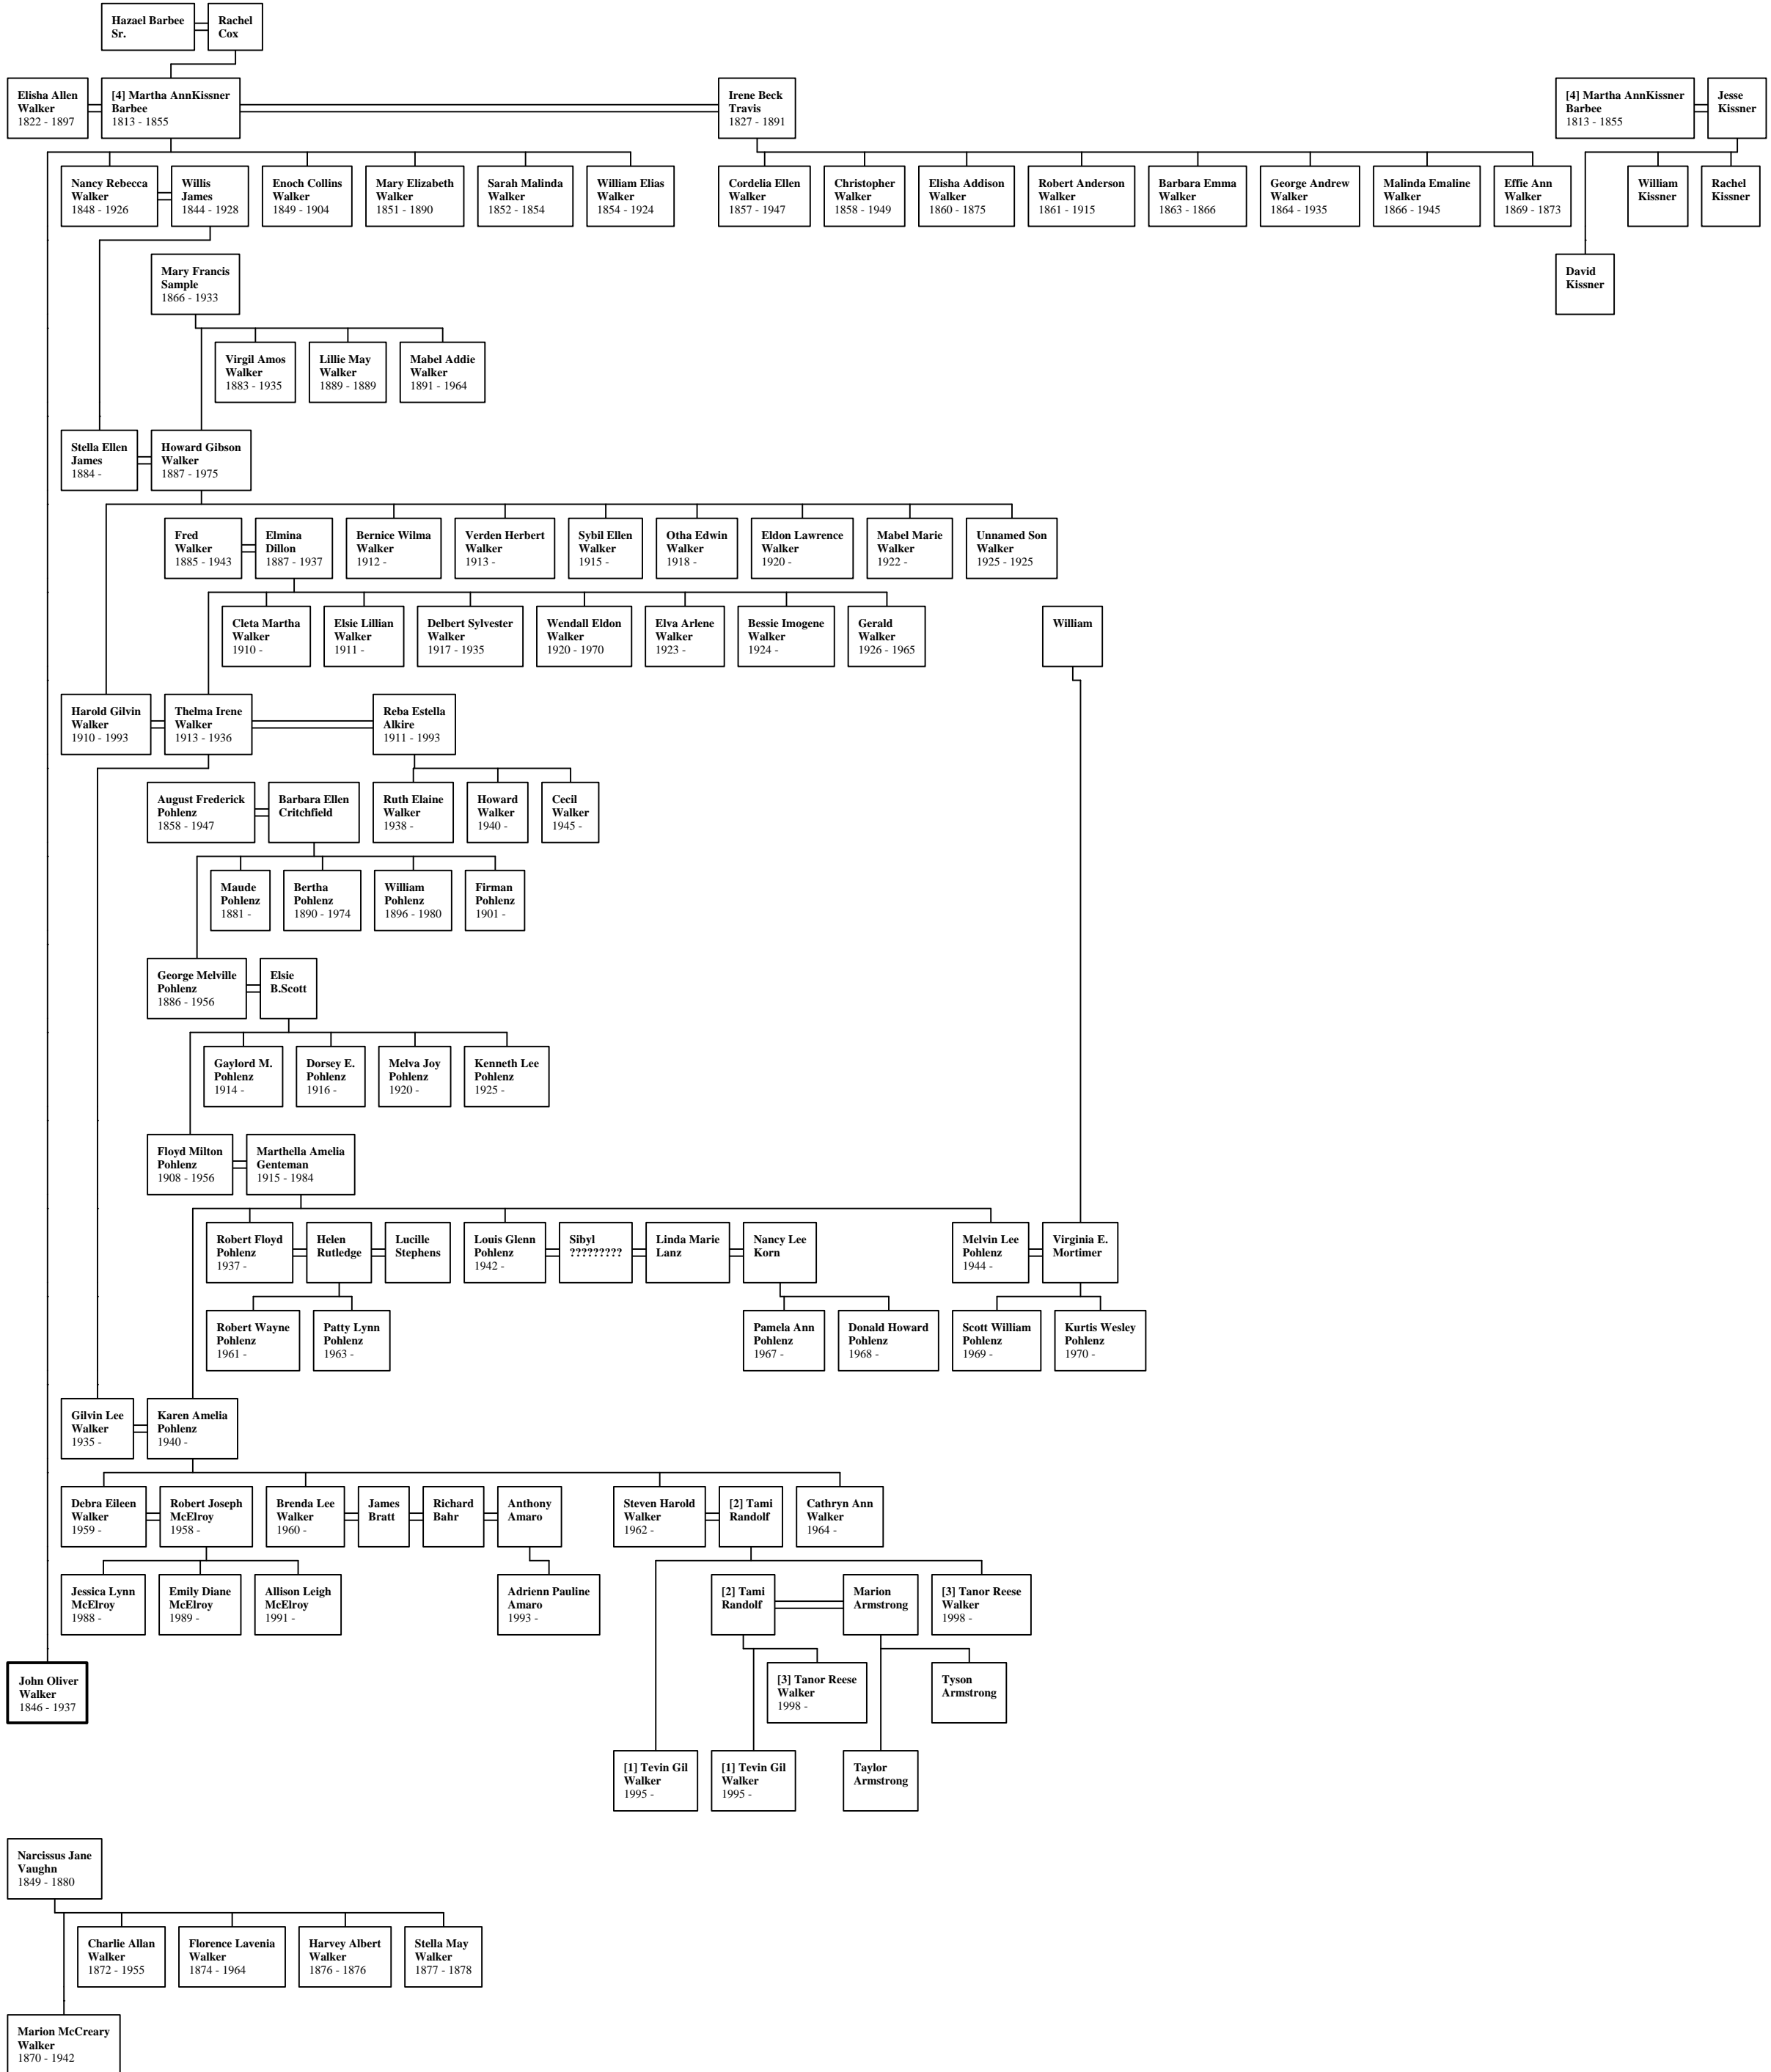 Hazael Barbee
Sr.
Rachel
Cox
Elisha Allen
Walker
1822 - 1897
[4] Martha AnnKissner
Barbee
1813 - 1855
Irene Beck
Travis
1827 - 1891
[4] Martha AnnKissner
Barbee
1813 - 1855
Jesse
Kissner
Nancy Rebecca
Walker
1848 - 1926
Willis
James
1844 - 1928
Enoch Collins
Walker
1849 - 1904
Mary Elizabeth
Walker
1851 - 1890
Sarah Malinda
Walker
1852 - 1854
William Elias
Walker
1854 - 1924
Cordelia Ellen
Walker
1857 - 1947
Christopher
Walker
1858 - 1949
Elisha Addison
Walker
1860 - 1875
Robert Anderson
Walker
1861 - 1915
Barbara Emma
Walker
1863 - 1866
George Andrew
Walker
1864 - 1935
Malinda Emaline
Walker
1866 - 1945
Effie Ann
Walker
1869 - 1873
William
Kissner
Rachel
Kissner
Mary Francis
Sample
1866 - 1933
David
Kissner
Virgil Amos
Walker
1883 - 1935
Lillie May
Walker
1889 - 1889
Mabel Addie
Walker
1891 - 1964
Stella Ellen
James
1884 -
Howard Gibson
Walker
1887 - 1975
Fred
Walker
1885 - 1943
Elmina
Dillon
1887 - 1937
Bernice Wilma
Walker
1912 -
Verden Herbert
Walker
1913 -
Sybil Ellen
Walker
1915 -
Otha Edwin
Walker
1918 -
Eldon Lawrence
Walker
1920 -
Mabel Marie
Walker
1922 -
Unnamed Son
Walker
1925 - 1925
Cleta Martha
Walker
1910 -
Elsie Lillian
Walker
1911 -
Delbert Sylvester
Walker
1917 - 1935
Wendall Eldon
Walker
1920 - 1970
Elva Arlene
Walker
1923 -
Bessie Imogene
Walker
1924 -
Gerald
Walker
1926 - 1965
William
Harold Gilvin
Walker
1910 - 1993
Thelma Irene
Walker
1913 - 1936
Reba Estella
Alkire
1911 - 1993
August Frederick
Pohlenz
1858 - 1947
Barbara Ellen
Critchfield
Ruth Elaine
Walker
1938 -
Howard
Walker
1940 -
Cecil
Walker
1945 -
Maude
Pohlenz
1881 -
Bertha
Pohlenz
1890 - 1974
William
Pohlenz
1896 - 1980
Firman
Pohlenz
1901 -
George Melville
Pohlenz
1886 - 1956
Elsie
B.Scott
Gaylord M.
Pohlenz
1914 -
Dorsey E.
Pohlenz
1916 -
Melva Joy
Pohlenz
1920 -
Kenneth Lee
Pohlenz
1925 -
Floyd Milton
Pohlenz
1908 - 1956
Marthella Amelia
Genteman
1915 - 1984
Robert Floyd
Pohlenz
1937 -
Helen
Rutledge
Lucille
Stephens
Louis Glenn
Pohlenz
1942 -
Sibyl
?????????
Linda Marie
Lanz
Nancy Lee
Korn
Melvin Lee
Pohlenz
1944 -
Virginia E.
Mortimer
Robert Wayne
Pohlenz
1961 -
Patty Lynn
Pohlenz
1963 -
Pamela Ann
Pohlenz
1967 -
Donald Howard
Pohlenz
1968 -
Scott William
Pohlenz
1969 -
Kurtis Wesley
Pohlenz
1970 -
Gilvin Lee
Walker
1935 -
Karen Amelia
Pohlenz
1940 -
Debra Eileen
Walker
1959 -
Robert Joseph
McElroy
1958 -
Brenda Lee
Walker
1960 -
James
Bratt
Richard
Bahr
Anthony
Amaro
Steven Harold
Walker
1962 -
[2] Tami
Randolf
Cathryn Ann
Walker
1964 -
Jessica Lynn
McElroy
1988 -
Emily Diane
McElroy
1989 -
Allison Leigh
McElroy
1991 -
Adrienn Pauline
Amaro
1993 -
[2] Tami
Randolf
Marion
Armstrong
[3] Tanor Reese
Walker
1998 -
John Oliver
Walker
1846 - 1937
[3] Tanor Reese
Walker
1998 -
Tyson
Armstrong
[1] Tevin Gil
Walker
1995 -
[1] Tevin Gil
Walker
1995 -
Taylor
Armstrong
Narcissus Jane
Vaughn
1849 - 1880
Charlie Allan
Walker
1872 - 1955
Florence Lavenia
Walker
1874 - 1964
Harvey Albert
Walker
1876 - 1876
Stella May
Walker
1877 - 1878
Marion McCreary
Walker
1870 - 1942